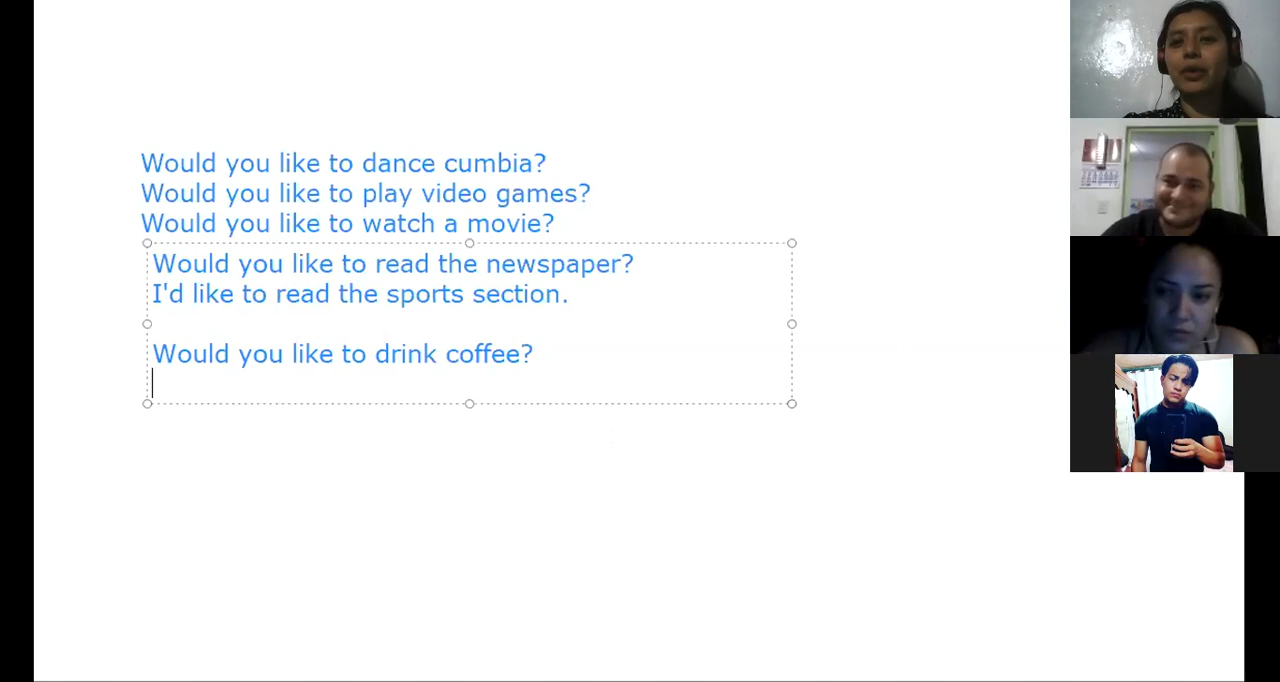 Would you like to dance cumbia?
Would you like to play video games?
Would you like to watch a movie?
Would you like to read the newspaper?
I'd like to read the sports section.
Would you like to drink coffee?